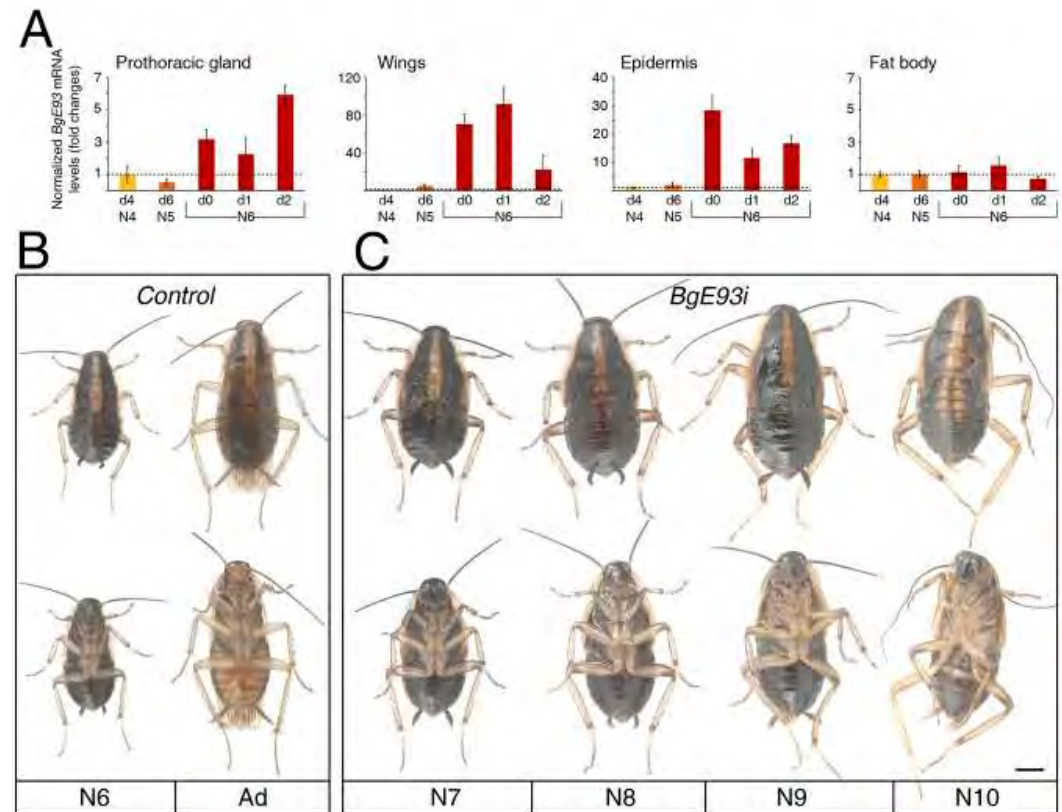 A
Normalized BgE93 mRNA
levels (fold changes)
Prothoracic gland
7
5
3
1
d4 d6 d0 d1 d2
N4 N5 N6
Wings
120
80
40
d4 d6 d0 d1 d2
N4 N5 N6
Epidermis
40
30
20
10
d4 d6 d0 d1 d2
N4 N5 N6
Fat body
7
5
3
1
d4 d6 d0 d1 d2
N4 N5 N6
B
Control
N6 Ad
C
BgE93i
N7 N8 N9 N10